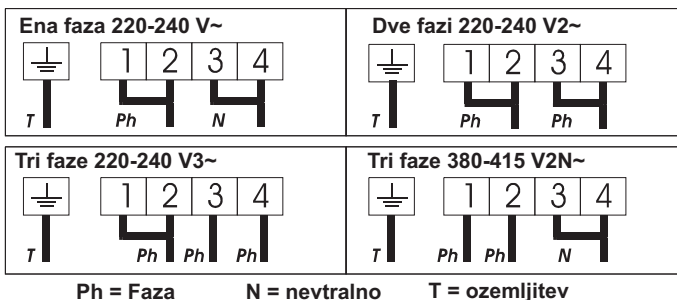 Ena faza 220-240 V~
1 2 3 4
T Ph N
Dve fazi 220-240 V2~
1 2 3 4
T Ph Ph
Tri faze 220-240 V3~
1 2 3 4
T Ph Ph Ph
Tri faze 380-415 V2N~
1 2 3 4
T Ph Ph N
Ph = Faza N = nevtralno T = ozemljitev